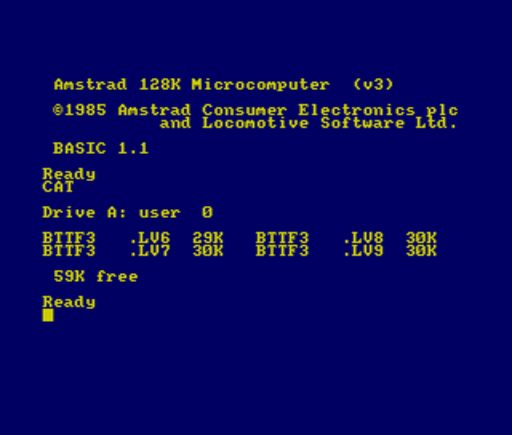 Amstrad 128K Microcomputer  (v3)
©1985 Amstrad Consumer Electronics plc
and Locomotive Software Ltd.
BASIC 1.1
Ready
CAT
Drive A: user  0
BTTF3   .LV6  29K   BTTF3   .LV8  30K
BTTF3   .LV7  30K   BTTF3   .LV9  30K
59K free
Ready